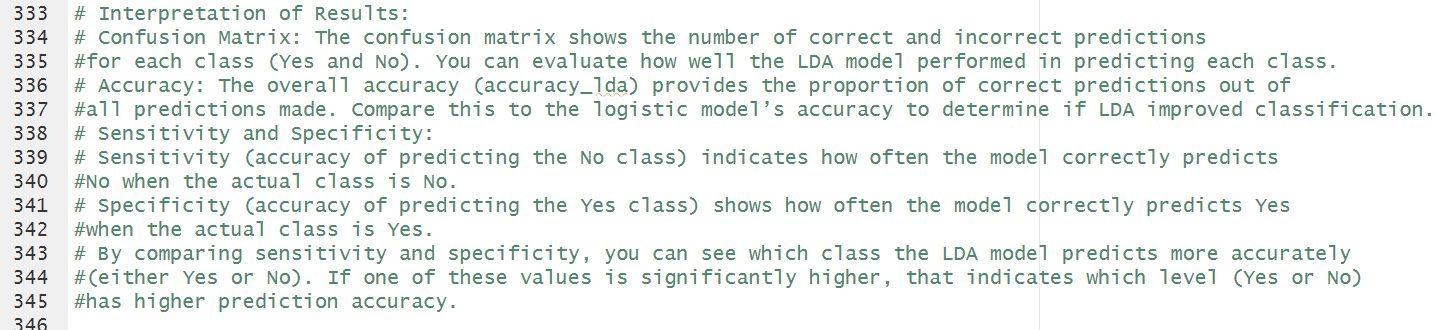 333 # Interpretation of Results:
334 # Confusion Matrix: The confusion matrix shows the number of correct and incorrect predictions
335 #for each class (Yes and No). You can evaluate how well the LDA model performed in predicting each class.
336 # Accuracy: The overall accuracy (accuracy_lda) provides the proportion of correct predictions out of
337 #all predictions made. Compare this to the logistic model’s accuracy to determine if LDA improved classification.
338 # Sensitivity and Specificity:
339 # Sensitivity (accuracy of predicting the No class) indicates how often the model correctly predicts
340 #No when the actual class is No.
341 # Specificity (accuracy of predicting the Yes class) shows how often the model correctly predicts Yes
342 #when the actual class is Yes.
343 # By comparing sensitivity and specificity, you can see which class the LDA model predicts more accurately
344 #(either Yes or No). If one of these values is significantly higher, that indicates which level (Yes or No)
345 #has higher prediction accuracy.
346